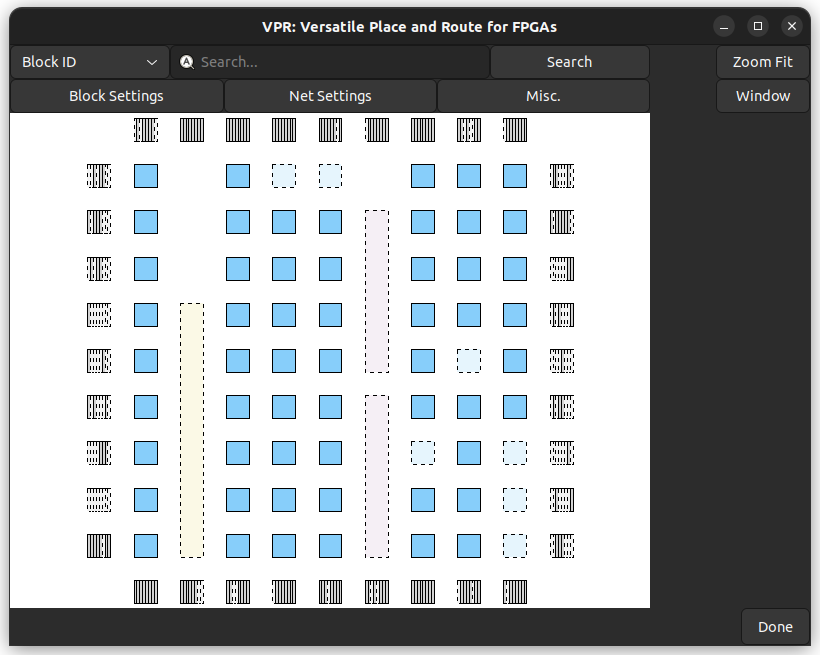 VPR: Versatile Place and Route for FPGAs
Block ID Search... Search Zoom Fit
Block Settings Net Settings Misc. Window
Done